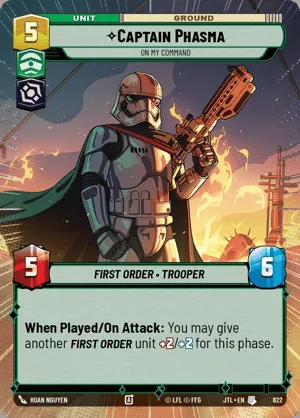 UNIT
GROUND
5
✧CAPTAIN PHASMA
ON MY COMMAND
5
6
FIRST ORDER • TROOPER
When Played/On Attack: You may give
another FIRST ORDER unit +2/+2 for this phase.
HOAN NGUYEN
© LFL © FFG
JTL • EN
822